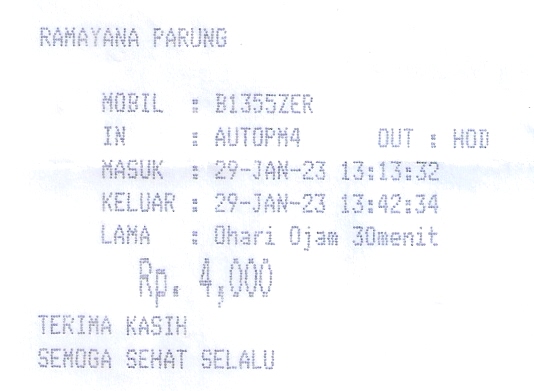 RAMAYANA PARUNG
MOBIL : B1355ZER
IN : AUTOPM4 OUT : HOD
MASUK : 29-JAN-23 13:13:32
KELUAR : 29-JAN-23 13:42:34
LAMA : 0hari 0jam 30menit
Rp. 4,000
TERIMA KASIH
SEMOGA SEHAT SELALU